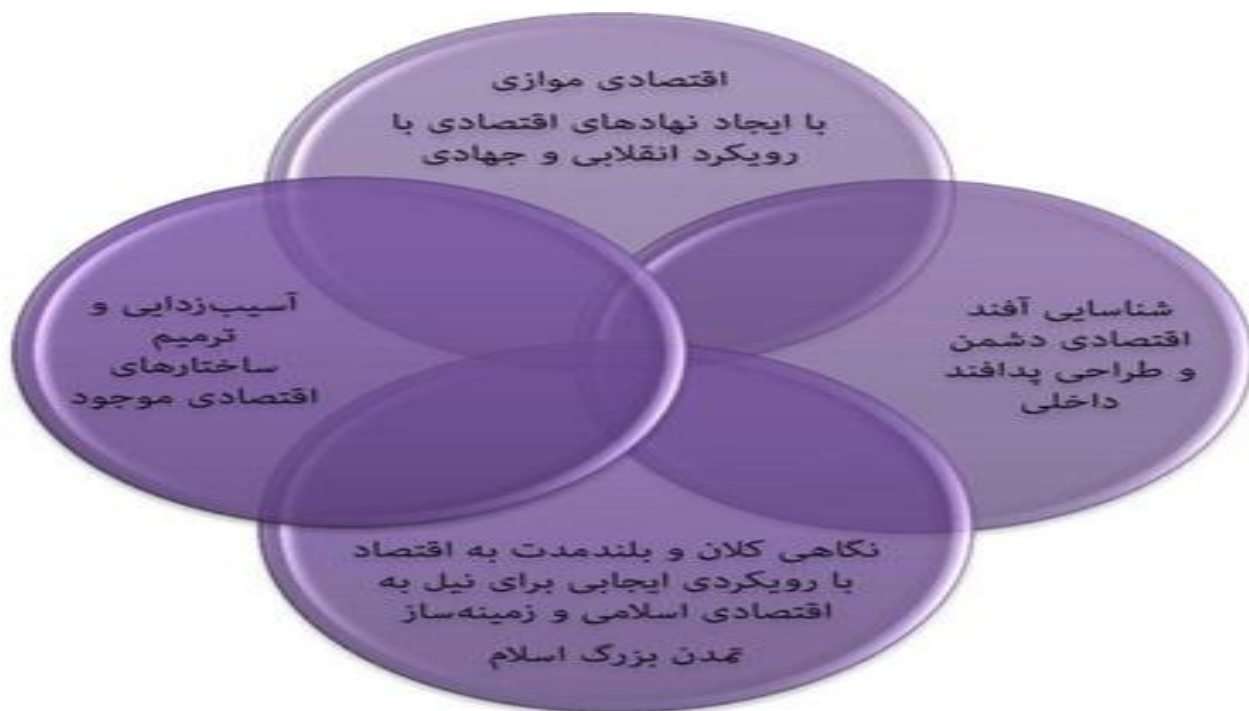 اقتصادی موازی
با ایجاد نهادهای اقتصادی با
رویکرد انقلابی و جهادی
شناسایی آفند
اقتصادی دشمن
و طراحی پدافند
داخلی
نگاهی کلان و بلندمدت به اقتصاد
با رویکردی ایجابی برای نیل به
اقتصادی اسلامی و زمینه‌ساز
تمدن بزرگ اسلام
آسیب‌زدایی و
ترمیم
ساختارهای
اقتصادی موجود